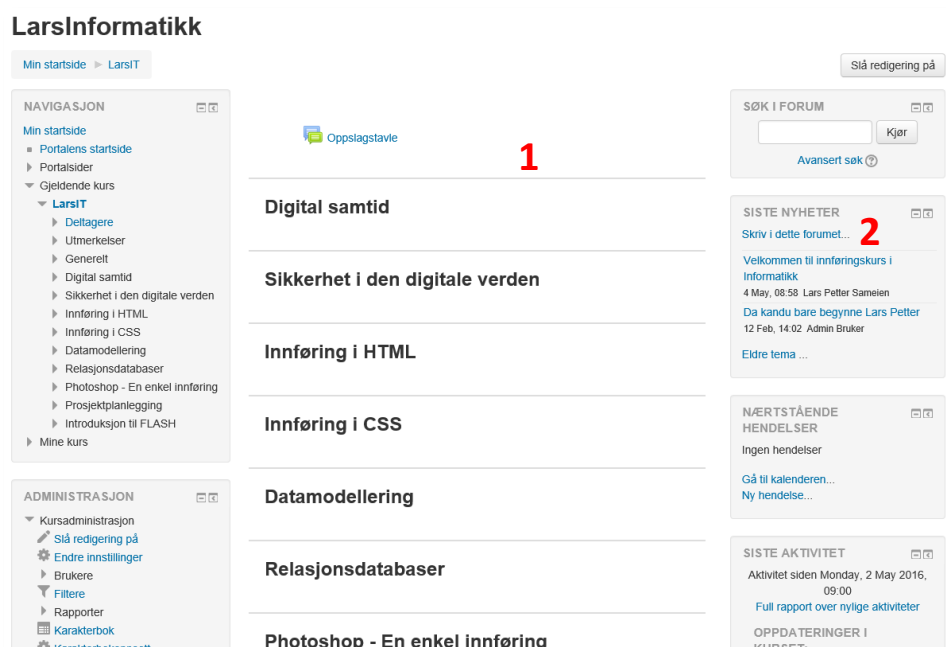 LarsInformatikk
Min startside LarsIT
Slå redigering på
NAVIGASJON
Min startside
Portalens startside
Portalsider
Gjeldende kurs
LarsIT
Deltagere
Utmerkelser
Generelt
Digital samtid
Sikkerhet i den digitale verden
Innføring i HTML
Innføring i CSS
Datamodellering
Relasjonsdatabaser
Photoshop - En enkel innføring
Prosjektplanlegging
Introduksjon til FLASH
Mine kurs
ADMINISTRASJON
Kursadministrasjon
Slå redigering på
Endre innstillinger
Brukere
Filtere
Rapporter
Karakterbok
Oppslagstavle
1
Digital samtid
Sikkerhet i den digitale verden
Innføring i HTML
Innføring i CSS
Datamodellering
Relasjonsdatabaser
Photoshop - En enkel innføring
SØK I FORUM
Kjør
Avansert søk ?
SISTE NYHETER
Skriv i dette forumet...
2
Velkommen til innføringskurs i
Informatikk
4 May, 08:58 Lars Petter Sameien
Da kandu bare begynne Lars Petter
12 Feb, 14:02 Admin Bruker
Eldre tema ...
NÆRTSTÅENDE
HENDELSER
Ingen hendelser
Gå til kalenderen...
Ny hendelse...
SISTE AKTIVITET
Aktivitet siden Monday, 2 May 2016,
09:00
Full rapport over nylige aktiviteter
OPPDATERINGER I
KURSET: